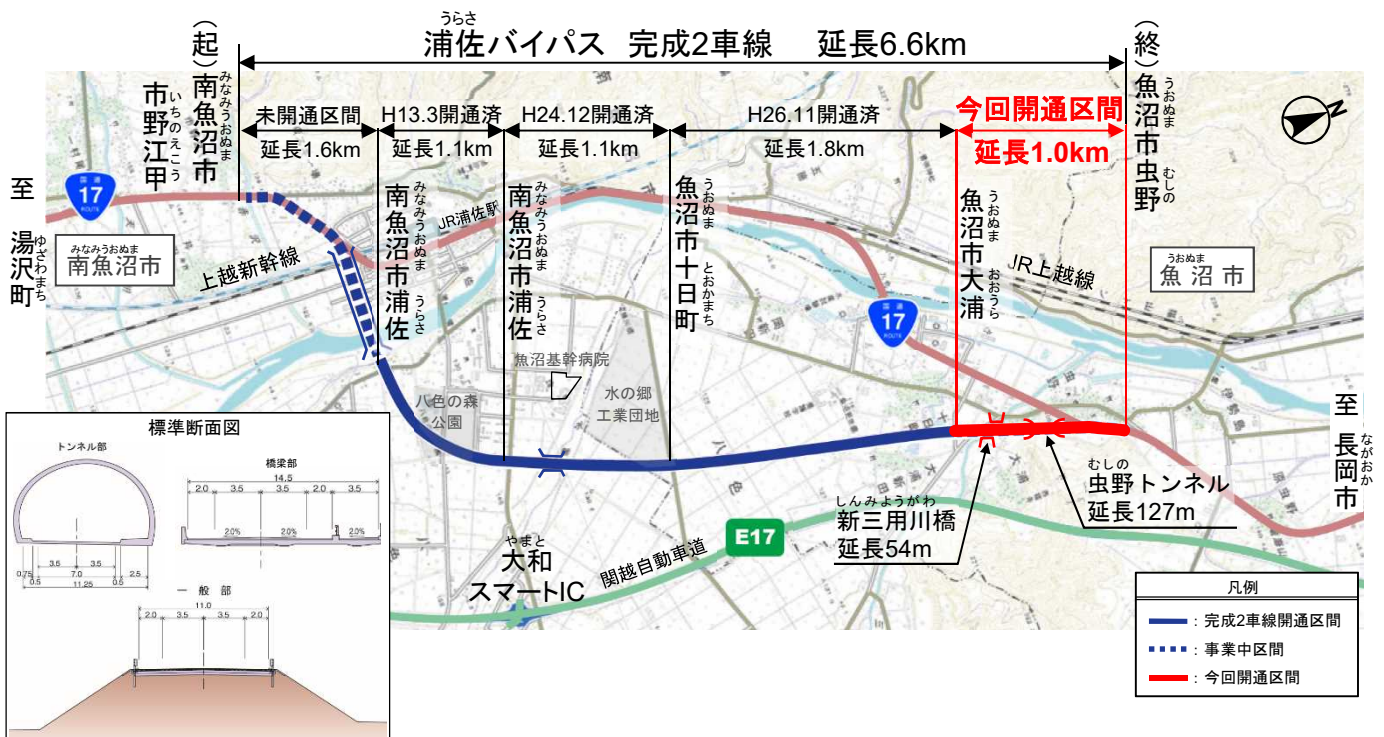 うらさ
浦佐バイパス 完成2車線 延長6.6km
(起)南魚沼市
みなみうおぬま
市野江甲
いちのえこう
(終)魚沼市虫野
うおぬま
むしの
未開通区間
延長1.6km
H13.3開通済
延長1.1km
H24.12開通済
延長1.1km
H26.11開通済
延長1.8km
今回開通区間
延長1.0km
N
至 湯沢町
ゆざわまち
国道
17
ROUTE
みなみうおぬま
南魚沼市
上越新幹線
南魚沼市浦佐
みなみうおぬま
うらさ
JR浦佐駅
南魚沼市浦佐
みなみうおぬま
うらさ
魚沼市十日町
うおぬま
とおかまち
魚沼市大浦
うおぬま
おおうら
国道
17
ROUTE
JR上越線
うおぬま
魚沼市
至 長岡市
ながおか
魚沼基幹病院
八色の森
公園
水の郷
工業団地
しんみようがわ
新三用川橋
延長54m
むしの
虫野トンネル
延長127m
E17
関越自動車道
やまと
大和
スマートIC
標準断面図
トンネル部
3.5 3.5
0.75 7.0 2.5
0.5 0.5
11.25
橋梁部
14.5
2.0 3.5 3.5 2.0 3.5
2.0% 2.0% 2.0%
一般部
11.0
2.0 3.5 3.5 2.0
凡例
:完成2車線開通区間
:事業中区間
:今回開通区間